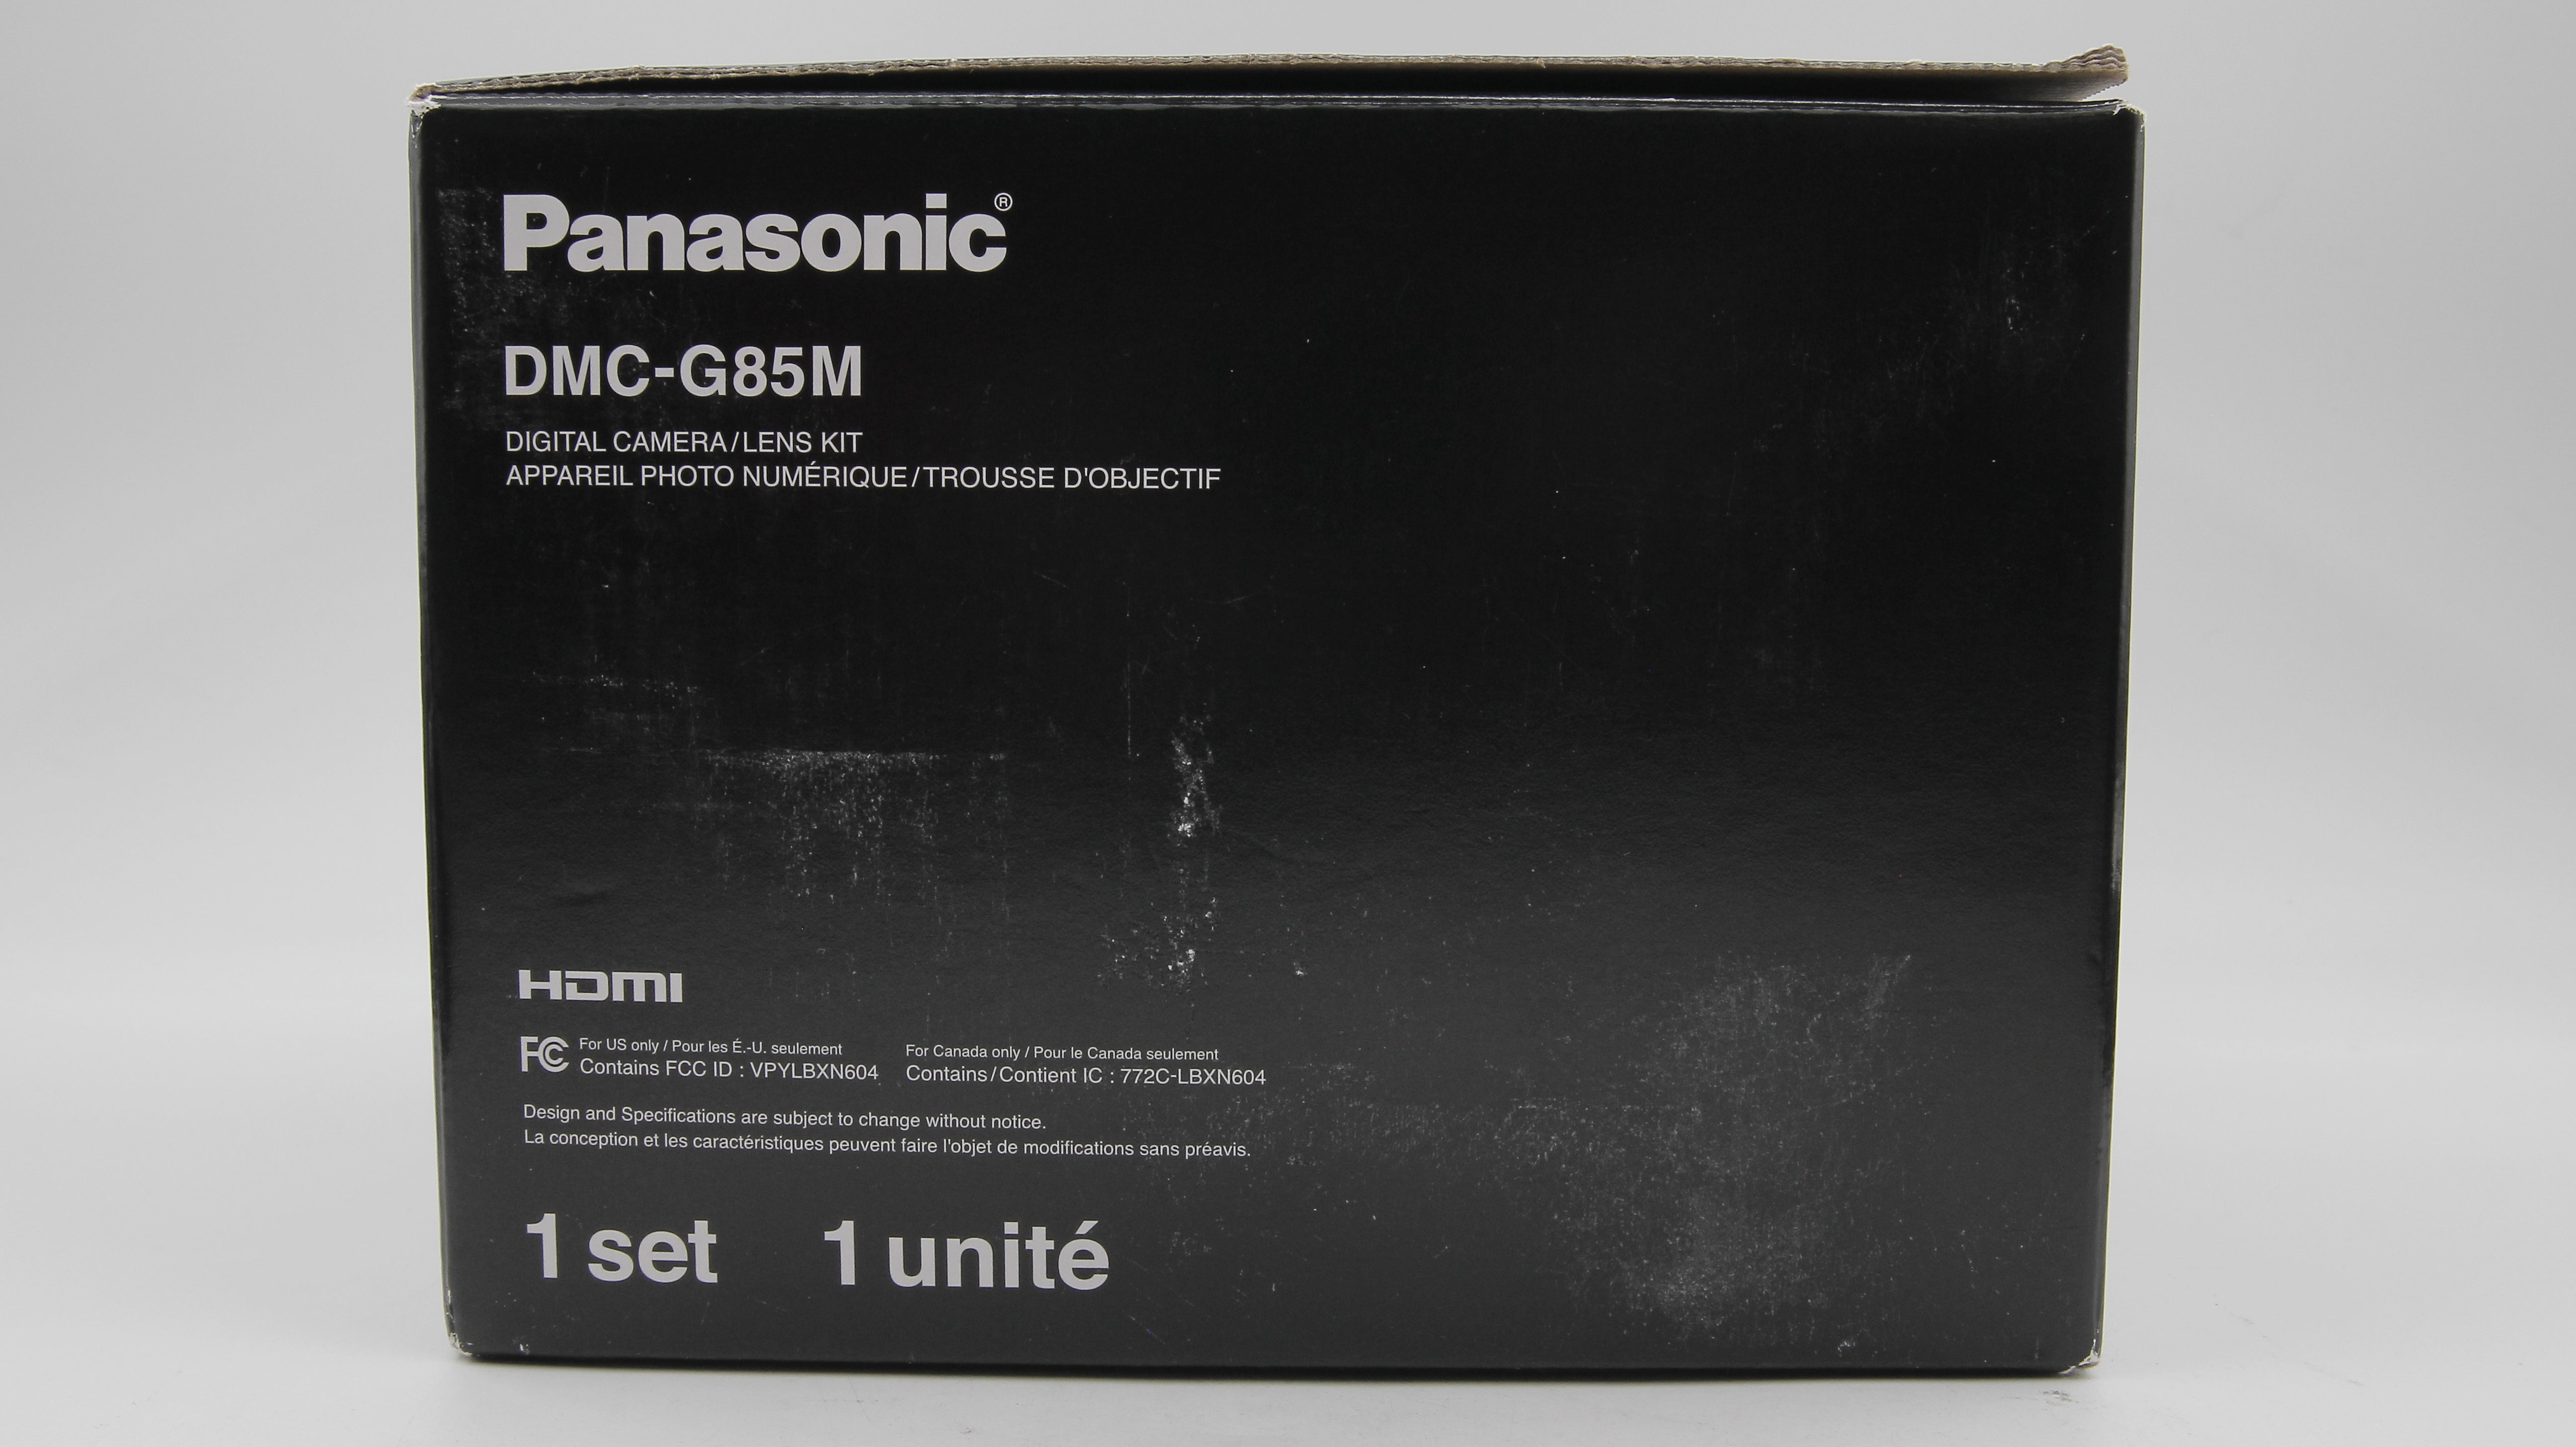 Panasonic®
DMC-G85M
DIGITAL CAMERA/LENS KIT
APPAREIL PHOTO NUMÉRIQUE/TROUSSE D'OBJECTIF
HDMI
FC For US only / Pour les É.-U. seulement For Canada only / Pour le Canada seulement
Contains FCC ID : VPYLBXN604 Contains/Contient IC : 772C-LBXN604
Design and Specifications are subject to change without notice.
La conception et les caractéristiques peuvent faire l'objet de modifications sans préavis.
1 set 1 unité